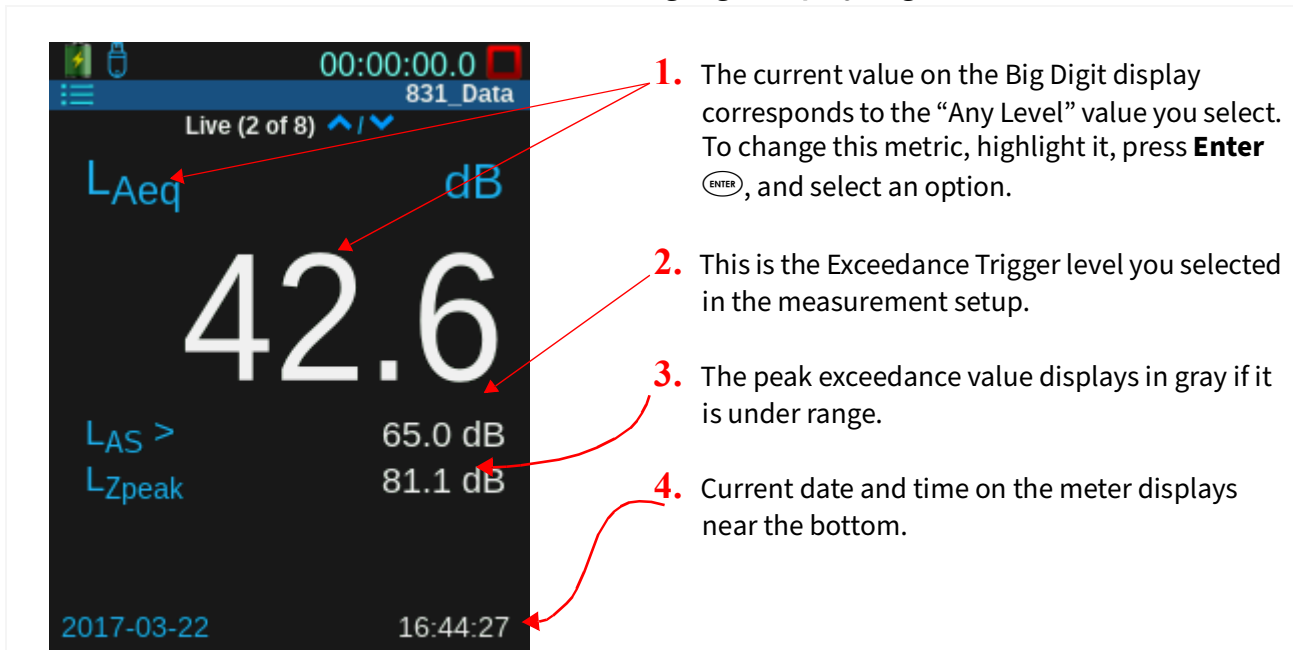 00:00:00.0
831_Data
Live (2 of 8) /
LAeq dB
42.6
LAS > 65.0 dB
LZpeak 81.1 dB
2017-03-22 16:44:27
1. The current value on the Big Digit display
corresponds to the “Any Level” value you select.
To change this metric, highlight it, press Enter
ENTER, and select an option.
2. This is the Exceedance Trigger level you selected
in the measurement setup.
3. The peak exceedance value displays in gray if it
is under range.
4. Current date and time on the meter displays
near the bottom.